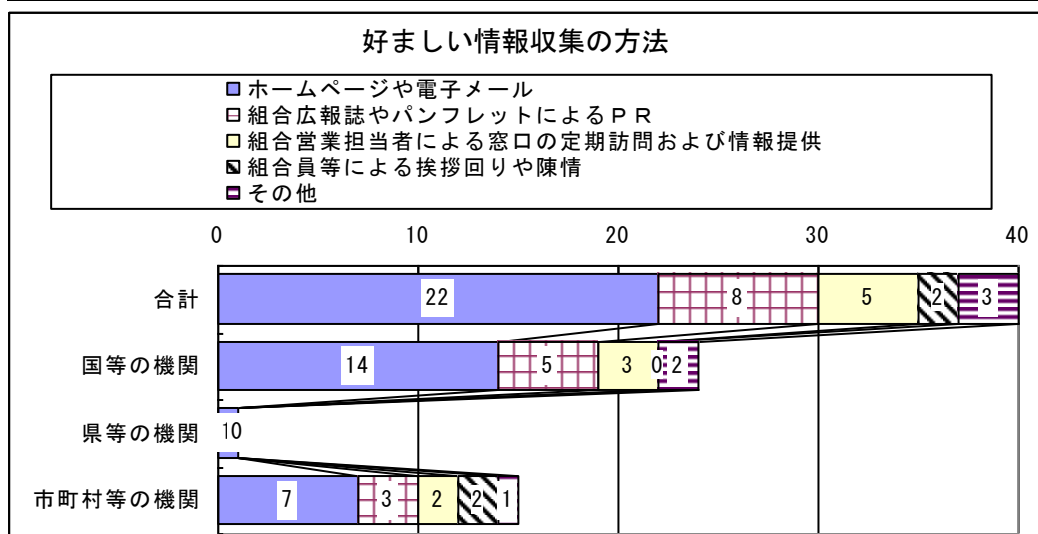 好ましい情報収集の方法
ホームページや電子メール
組合広報誌やパンフレットによるＰＲ
組合営業担当者による窓口の定期訪問および情報提供
組合員等による挨拶回りや陳情
その他
0 10 20 30 40
合計 22 8 5 2 3
国等の機関 14 5 3 0 2
県等の機関 10
市町村等の機関 7 3 2 2 1